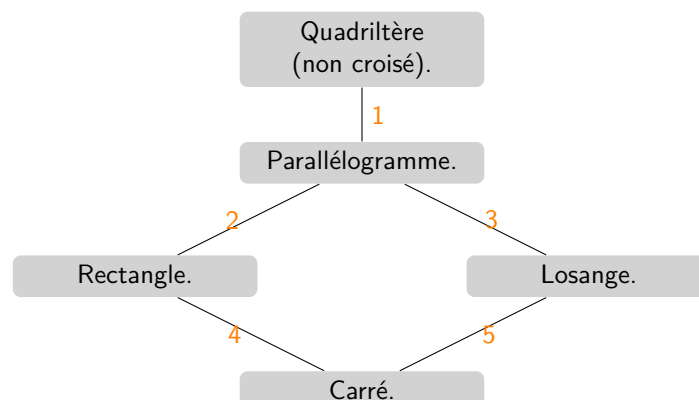 Quadriltère
(non croisé).
1
Parallélogramme.
2
3
Rectangle.
Losange.
4
5
Carré.